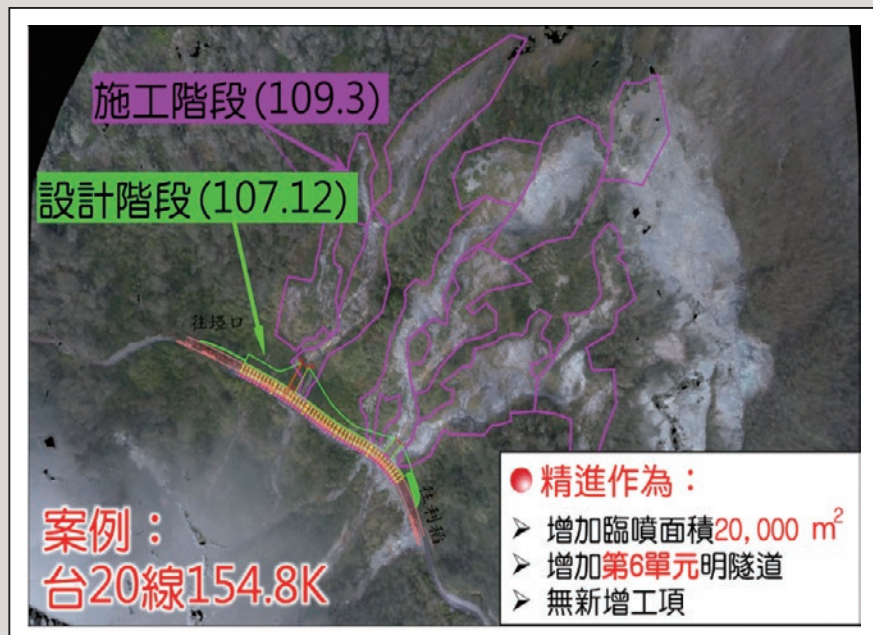 施工階段(109.3)
設計階段(107.12)
往埡口
往利稻
案例：
台20線154.8K
● 精進作為：
➢ 增加臨噴面積20,000 m²
➢ 增加第6單元明隧道
➢ 無新增工項